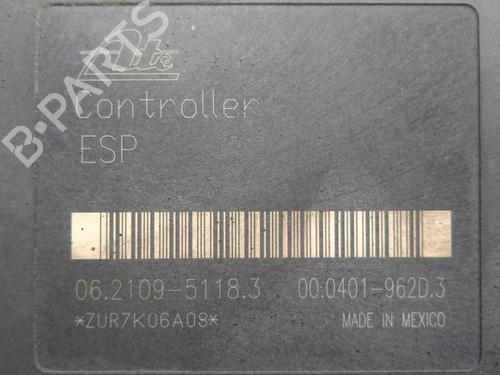 Ate
Controller
ESP
06.2109-5118.3 00.0401-962D.3
*ZUR7K06A08* MADE IN MEXICO
B-PARTS